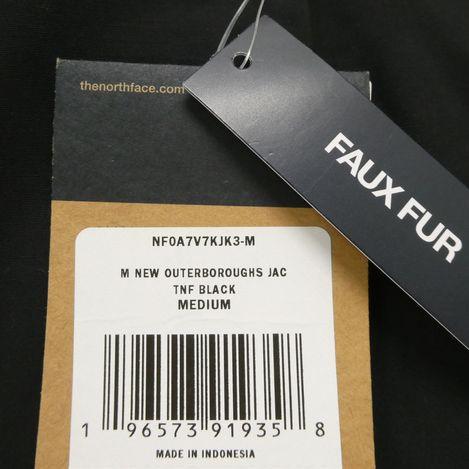 thenorthface.com
FAUX FUR
NF0A7V7KJK3-M
M NEW OUTERBOROUGHS JAC
TNF BLACK
MEDIUM
1 96573 91935 8
MADE IN INDONESIA